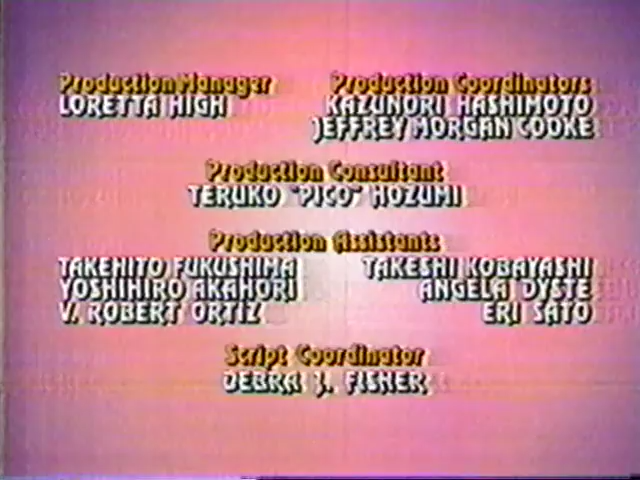 Production Manager
LORETTA HIGH
Production Coordinators
KAZUNORI HASHIMOTO
JEFFREY MORGAN COOKE
Production Consultant
TERUKO "PICO" HOZUMI
Production Assistants
TAKEHITO FUKUSHIMA
YOSHIHIRO AKAHORI
V. ROBERT ORTIZ
TAKESHI KOBAYASHI
ANGELA DYSTE
ERI SATO
Script Coordinator
DEBRA J. FISHER